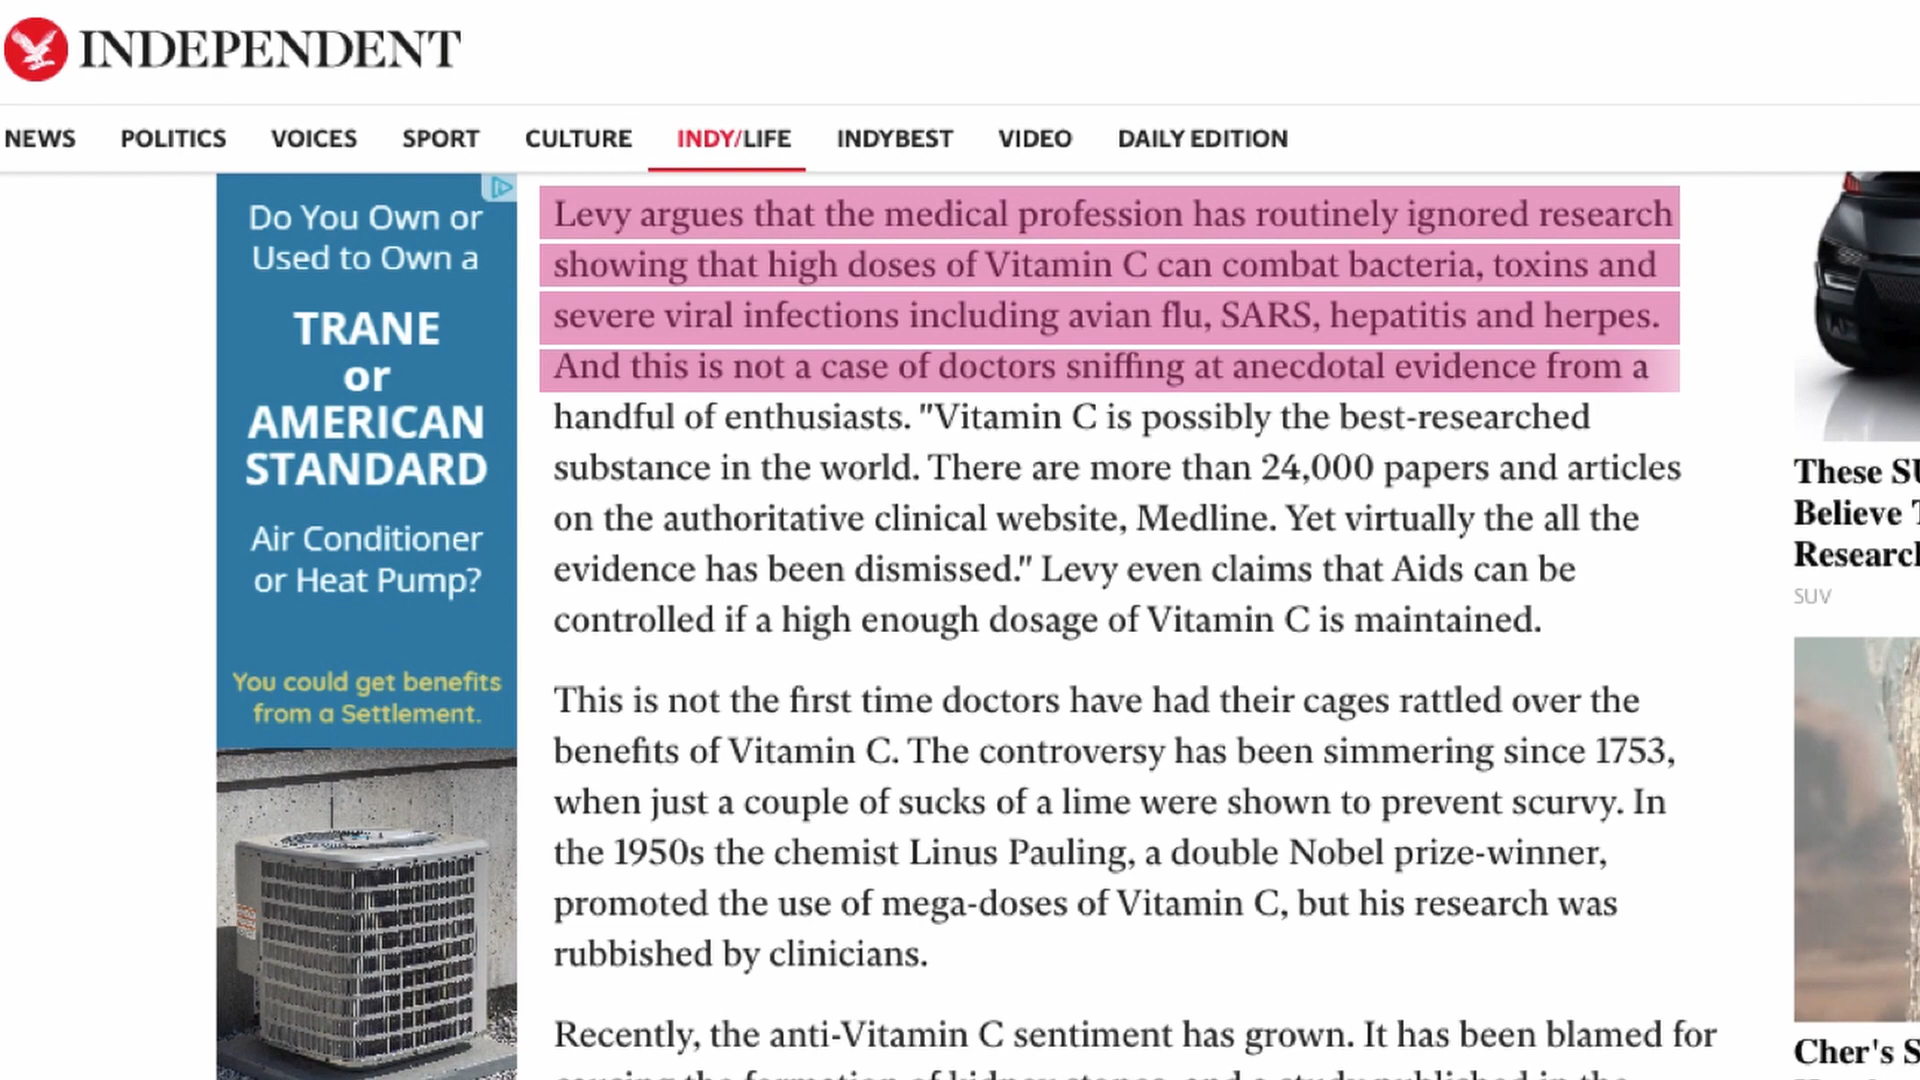 INDEPENDENT
NEWS POLITICS VOICES SPORT CULTURE INDY/LIFE INDYBEST VIDEO DAILY EDITION
Do You Own or
Used to Own a
TRANE
or
AMERICAN
STANDARD
Air Conditioner
or Heat Pump?
You could get benefits
from a Settlement.
Levy argues that the medical profession has routinely ignored research
showing that high doses of Vitamin C can combat bacteria, toxins and
severe viral infections including avian flu, SARS, hepatitis and herpes.
And this is not a case of doctors sniffing at anecdotal evidence from a
handful of enthusiasts. "Vitamin C is possibly the best-researched
substance in the world. There are more than 24,000 papers and articles
on the authoritative clinical website, Medline. Yet virtually the all the
evidence has been dismissed." Levy even claims that Aids can be
controlled if a high enough dosage of Vitamin C is maintained.
This is not the first time doctors have had their cages rattled over the
benefits of Vitamin C. The controversy has been simmering since 1753,
when just a couple of sucks of a lime were shown to prevent scurvy. In
the 1950s the chemist Linus Pauling, a double Nobel prize-winner,
promoted the use of mega-doses of Vitamin C, but his research was
rubbished by clinicians.
Recently, the anti-Vitamin C sentiment has grown. It has been blamed for
These
Believe
SUV
Cher's